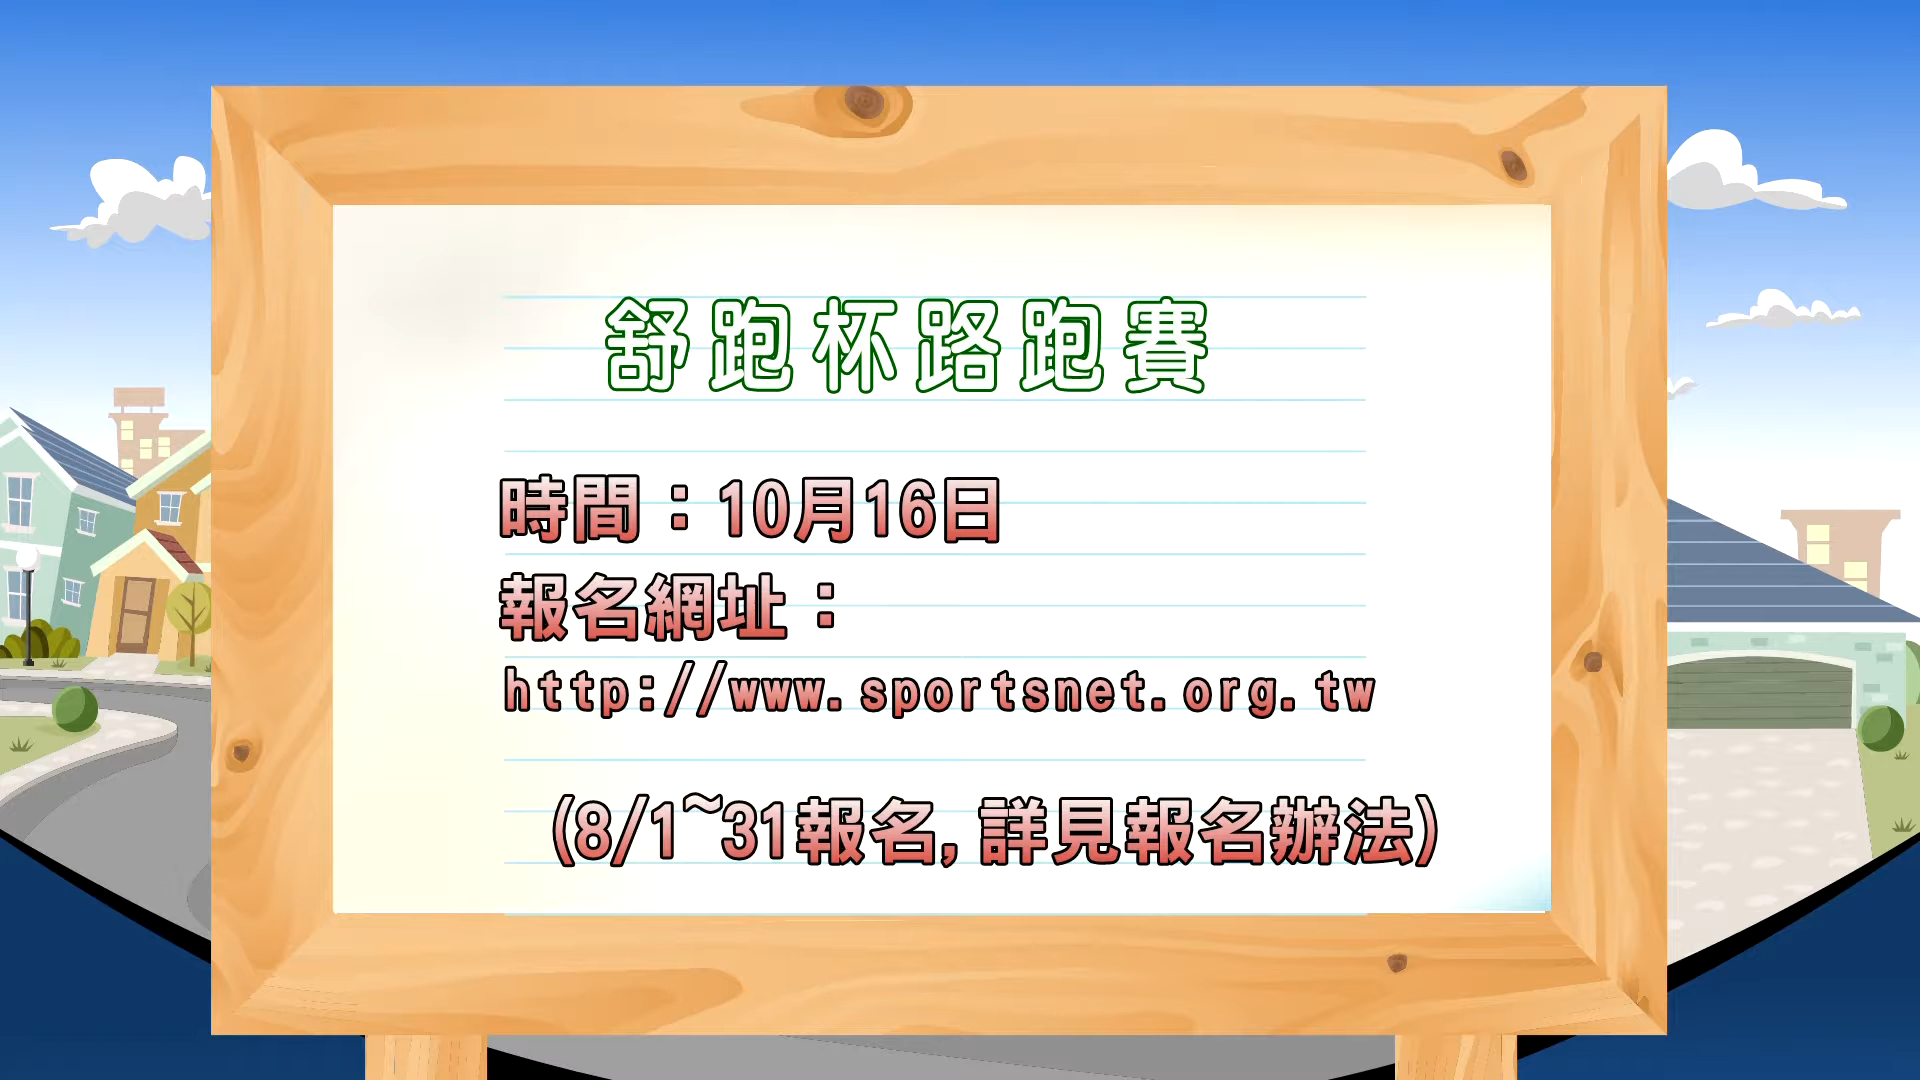 舒跑杯路跑賽
時間：10月16日
報名網址：
http://www.sportsnet.org.tw
(8/1~31報名,詳見報名辦法)